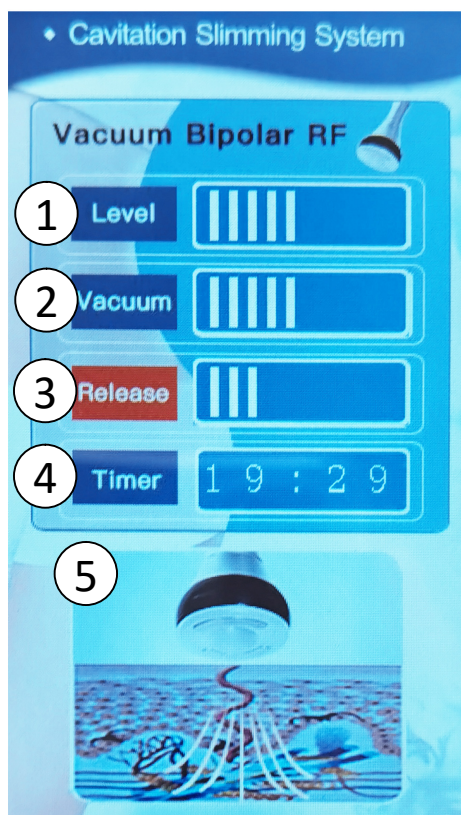 Cavitation Slimming System
Vacuum Bipolar RF
1 Level
2 Vacuum
3 Release
4 Timer 19:29
5